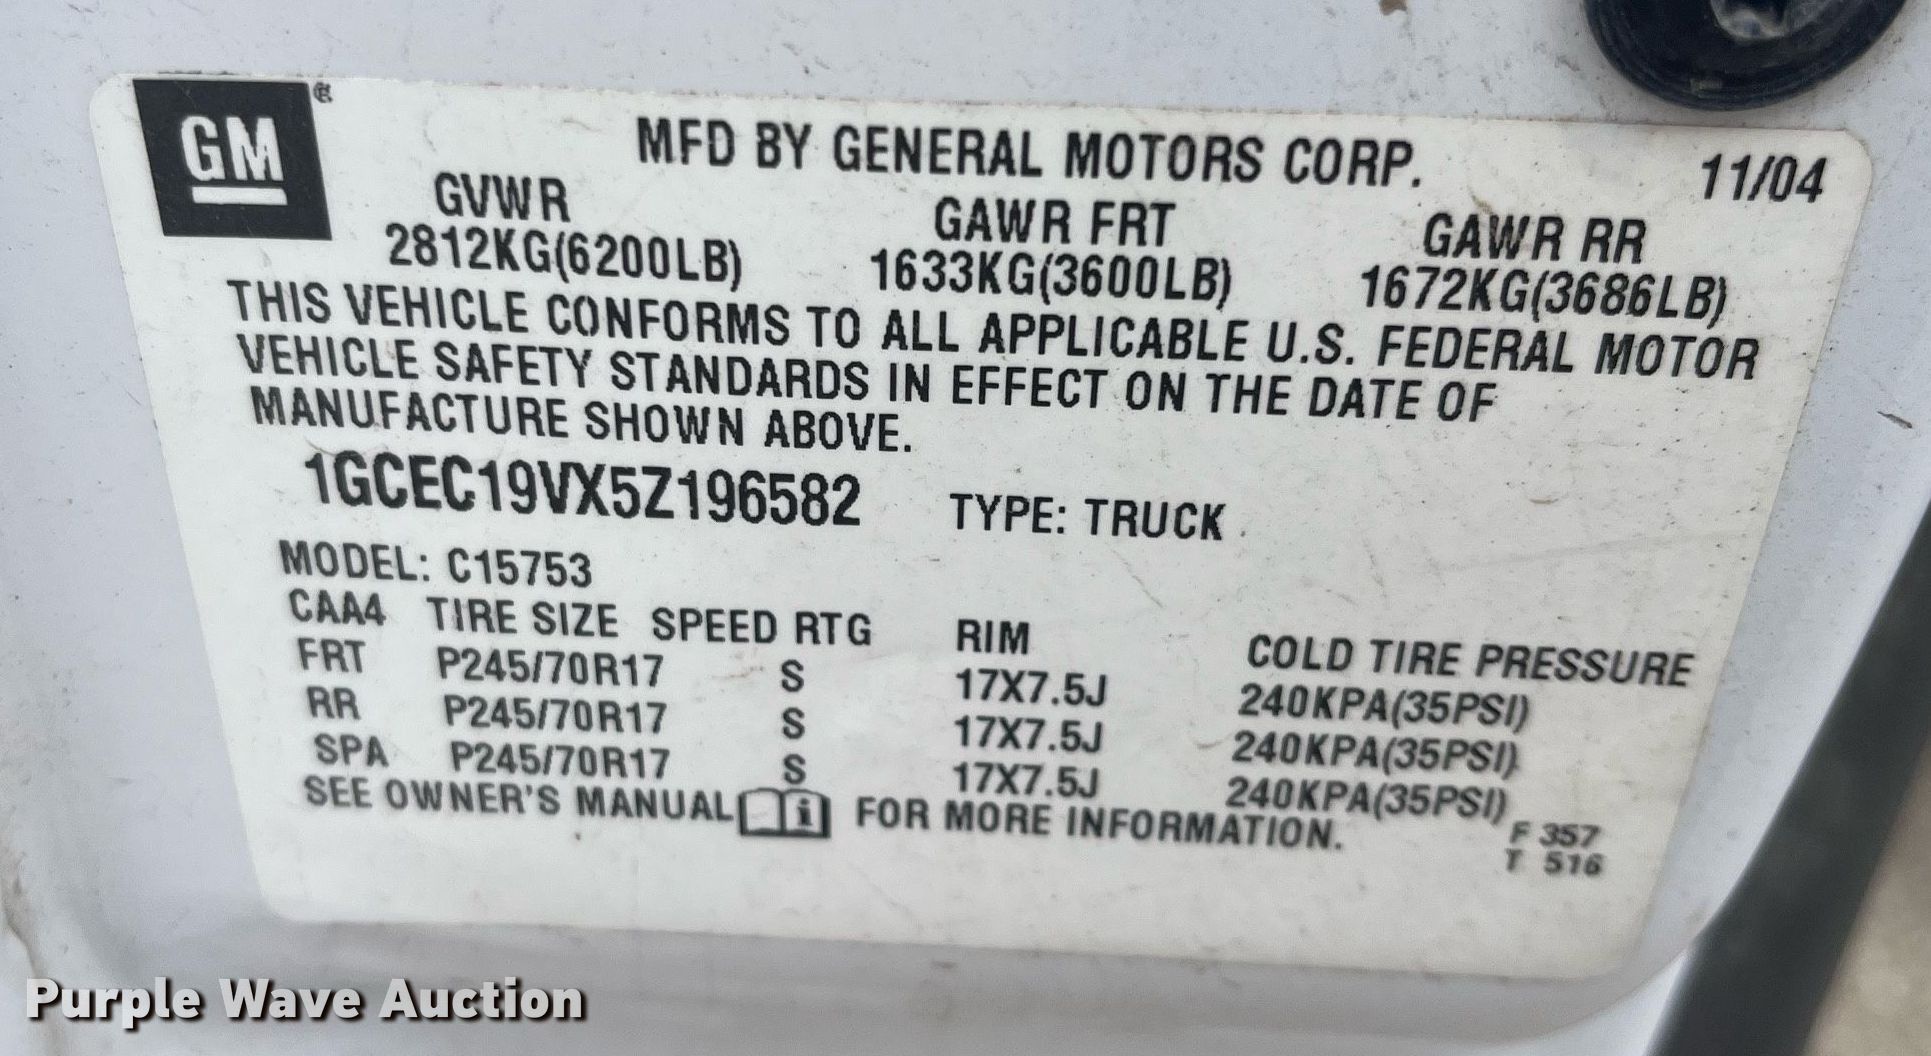 GM
MFD BY GENERAL MOTORS CORP.
11/04
GVWR GAWR FRT GAWR RR
2812KG(6200LB) 1633KG(3600LB) 1672KG(3686LB)
THIS VEHICLE CONFORMS TO ALL APPLICABLE U.S. FEDERAL MOTOR
VEHICLE SAFETY STANDARDS IN EFFECT ON THE DATE OF
MANUFACTURE SHOWN ABOVE.
1GCEC19VX5Z196582 TYPE: TRUCK
MODEL: C15753
CAA4 TIRE SIZE SPEED RTG RIM COLD TIRE PRESSURE
FRT P245/70R17 S 17X7.5J 240KPA(35PSI)
RR P245/70R17 S 17X7.5J 240KPA(35PSI)
SPA P245/70R17 S 17X7.5J 240KPA(35PSI)
SEE OWNER'S MANUAL i FOR MORE INFORMATION.
F 357
T 516
Purple Wave Auction